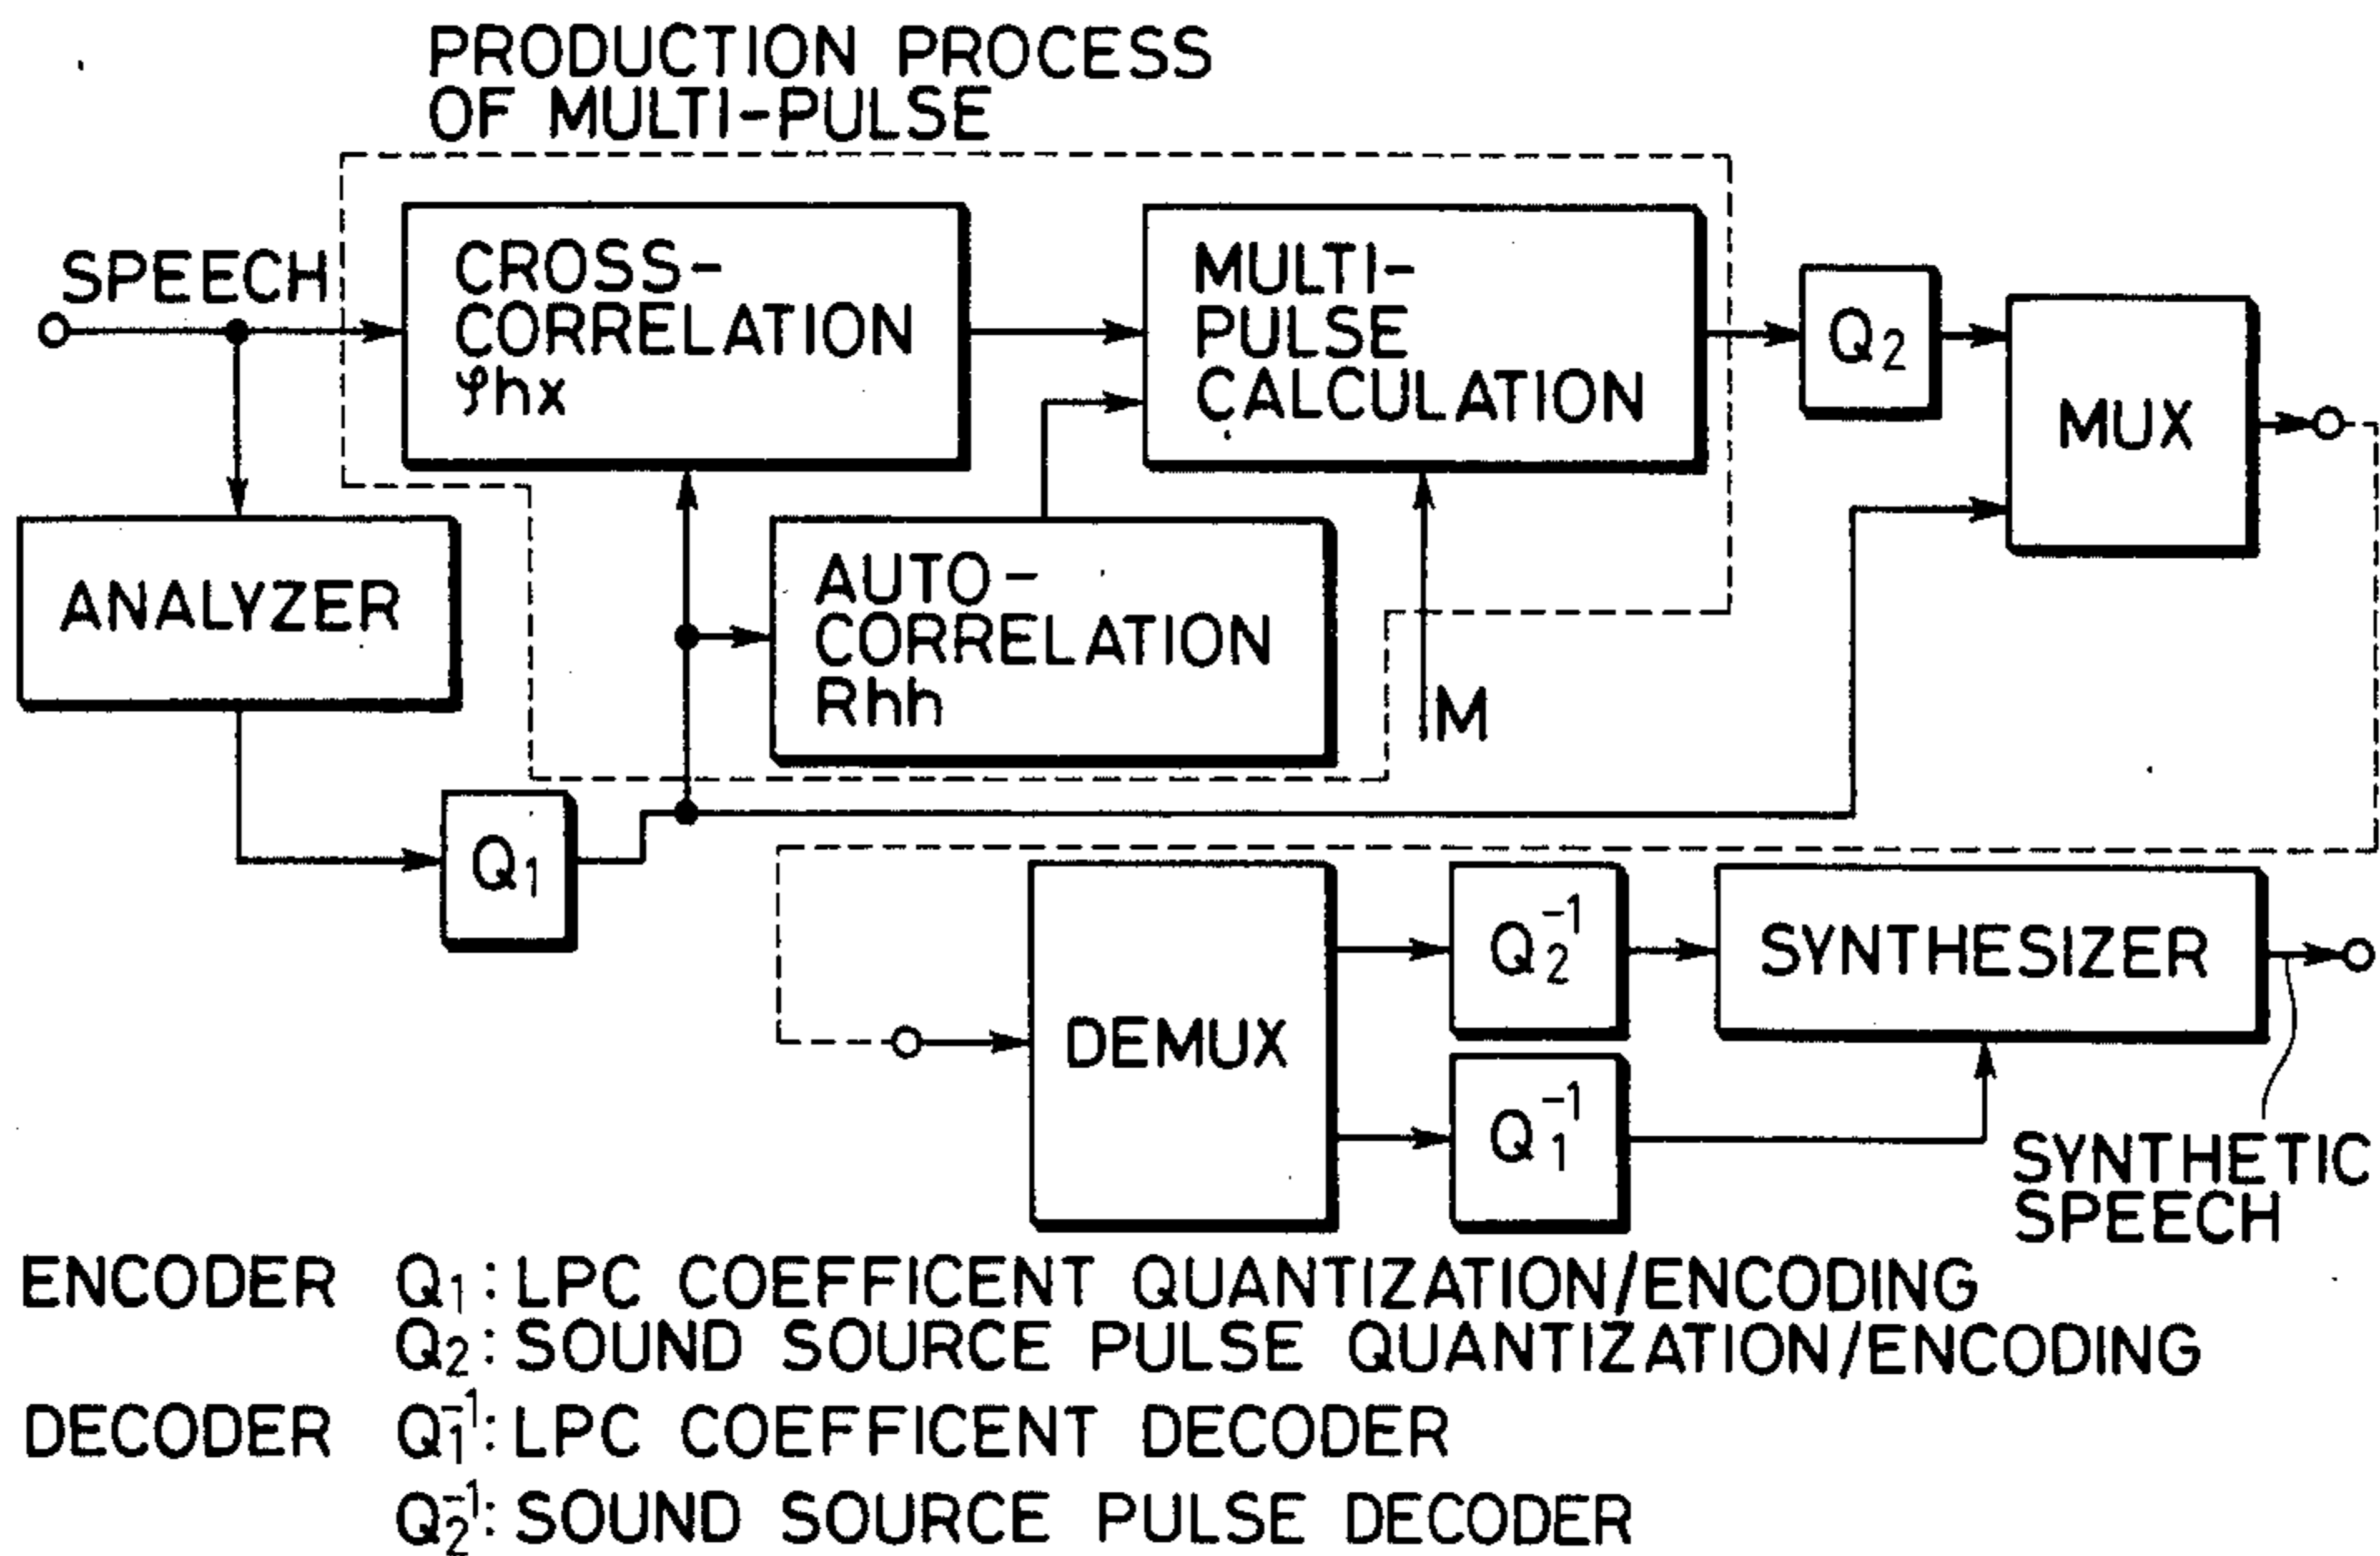 PRODUCTION PROCESS
OF MULTI-PULSE
SPEECH
CROSS-
CORRELATION
φhx
MULTI-
PULSE
CALCULATION
Q2
MUX
ANALYZER
AUTO-
CORRELATION
Rhh
M
Q1
DEMUX
Q2^-1
SYNTHESIZER
Q1^-1
SYNTHETIC
SPEECH
ENCODER Q1: LPC COEFFICENT QUANTIZATION/ENCODING
Q2: SOUND SOURCE PULSE QUANTIZATION/ENCODING
DECODER Q1^-1: LPC COEFFICENT DECODER
Q2^-1: SOUND SOURCE PULSE DECODER